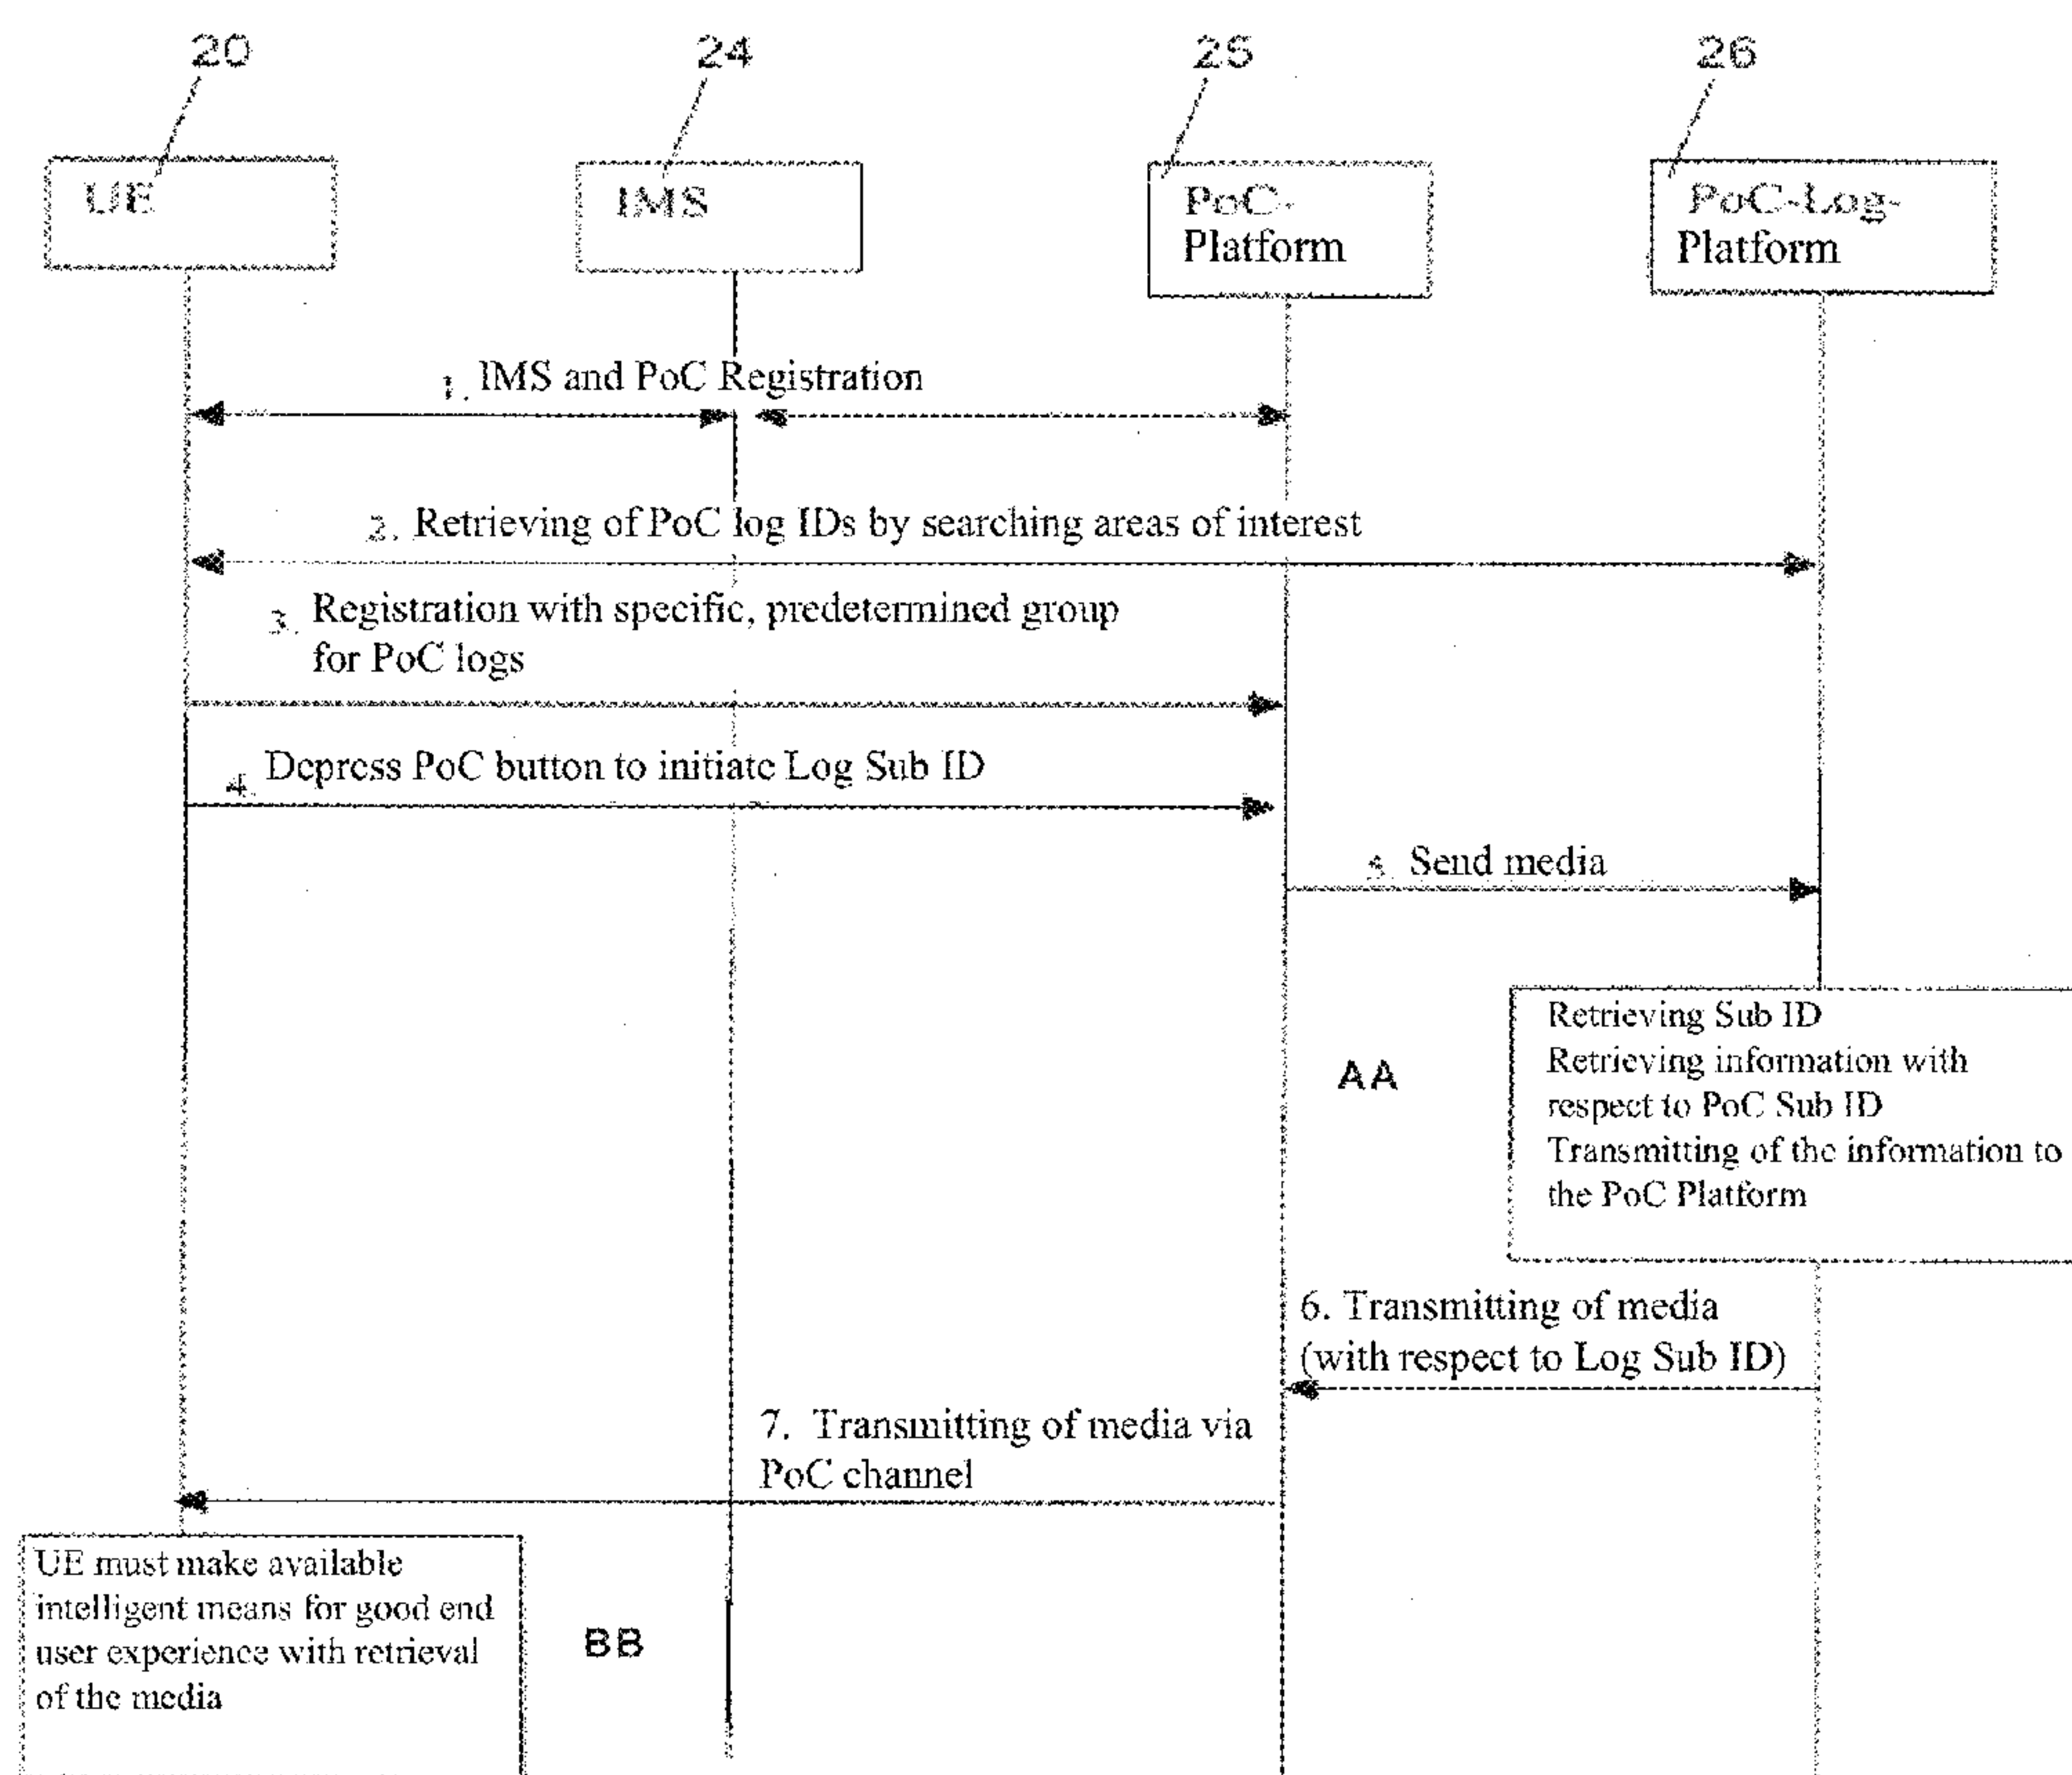 20
24
25
26
UE
IMS
PoC-
Platform
PoC-Log-
Platform
1. IMS and PoC Registration
2. Retrieving of PoC log IDs by searching areas of interest
3. Registration with specific, predetermined group
for PoC logs
4. Depress PoC button to initiate Log Sub ID
5. Send media
AA
Retrieving Sub ID
Retrieving information with
respect to PoC Sub ID
Transmitting of the information to
the PoC Platform
6. Transmitting of media
(with respect to Log Sub ID)
7. Transmitting of media via
PoC channel
UE must make available
intelligent means for good end
user experience with retrieval
of the media
BB